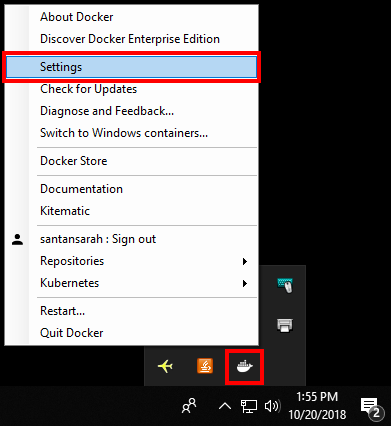 About Docker
Discover Docker Enterprise Edition
Settings
Check for Updates
Diagnose and Feedback...
Switch to Windows containers...
Docker Store
Documentation
Kitematic
santansarah : Sign out
Repositories
Kubernetes
Restart...
Quit Docker
1:55 PM
10/20/2018
2